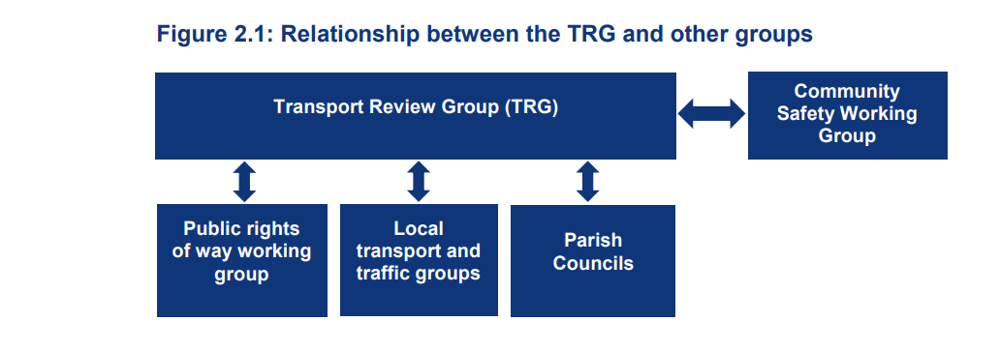 Figure 2.1: Relationship between the TRG and other groups
Transport Review Group (TRG)
Community
Safety Working
Group
Public rights
of way working
group
Local
transport and
traffic groups
Parish
Councils